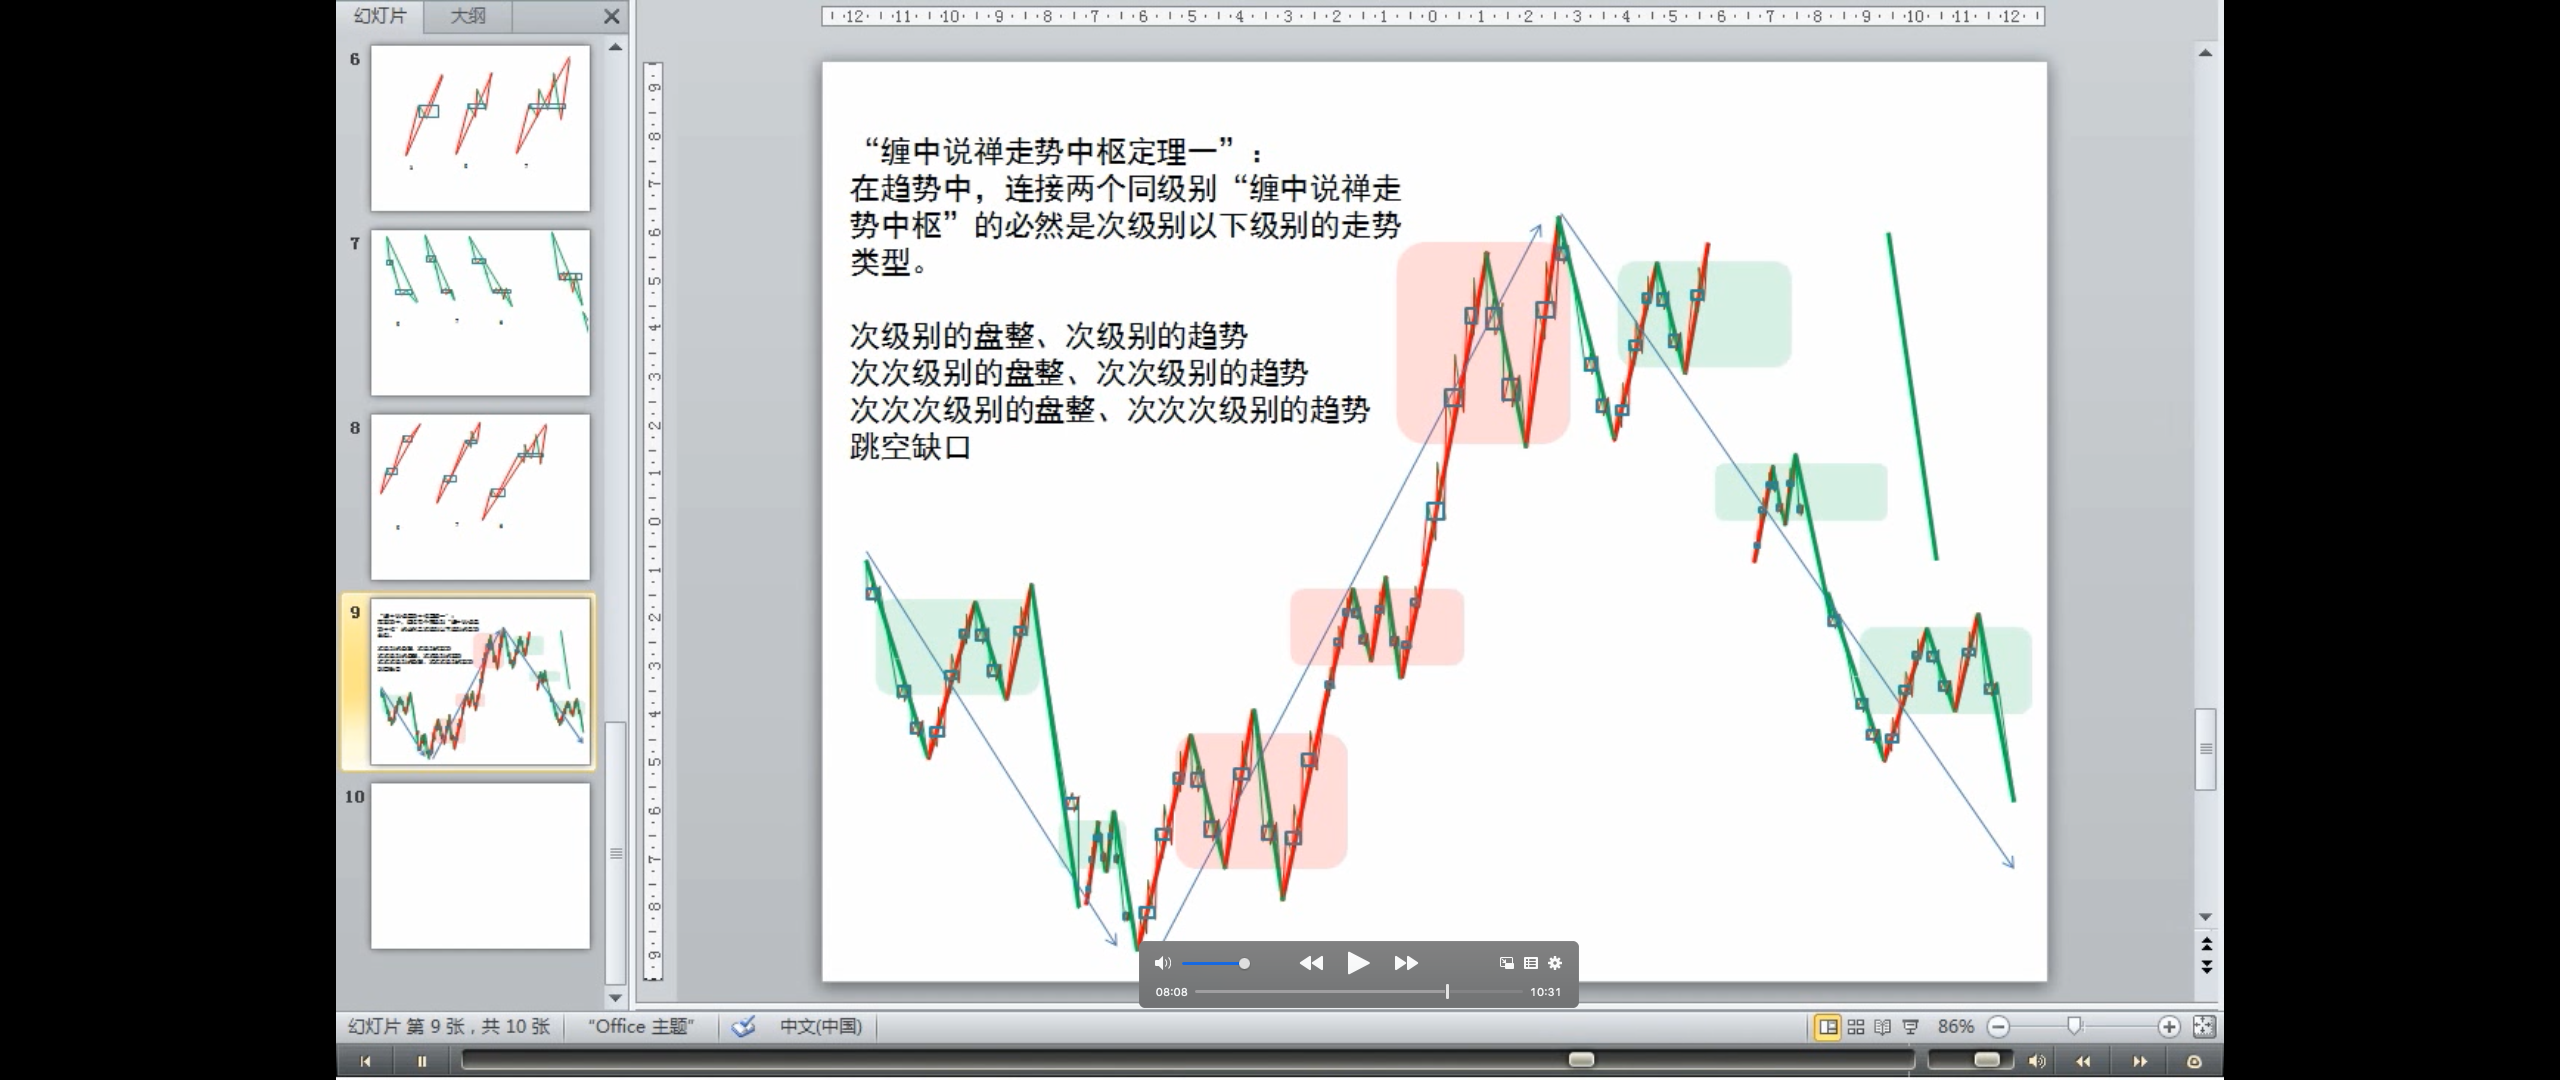 幻灯片 大纲
6
7
8
9
10
“缠中说禅走势中枢定理一”：
在趋势中，连接两个同级别“缠中说禅走
势中枢”的必然是次级别以下级别的走势
类型。
次级别的盘整、次级别的趋势
次次级别的盘整、次次级别的趋势
次次次级别的盘整、次次次级别的趋势
跳空缺口
08:08 10:31
幻灯片 第 9 张，共 10 张 “Office 主题” 中文(中国) 86%